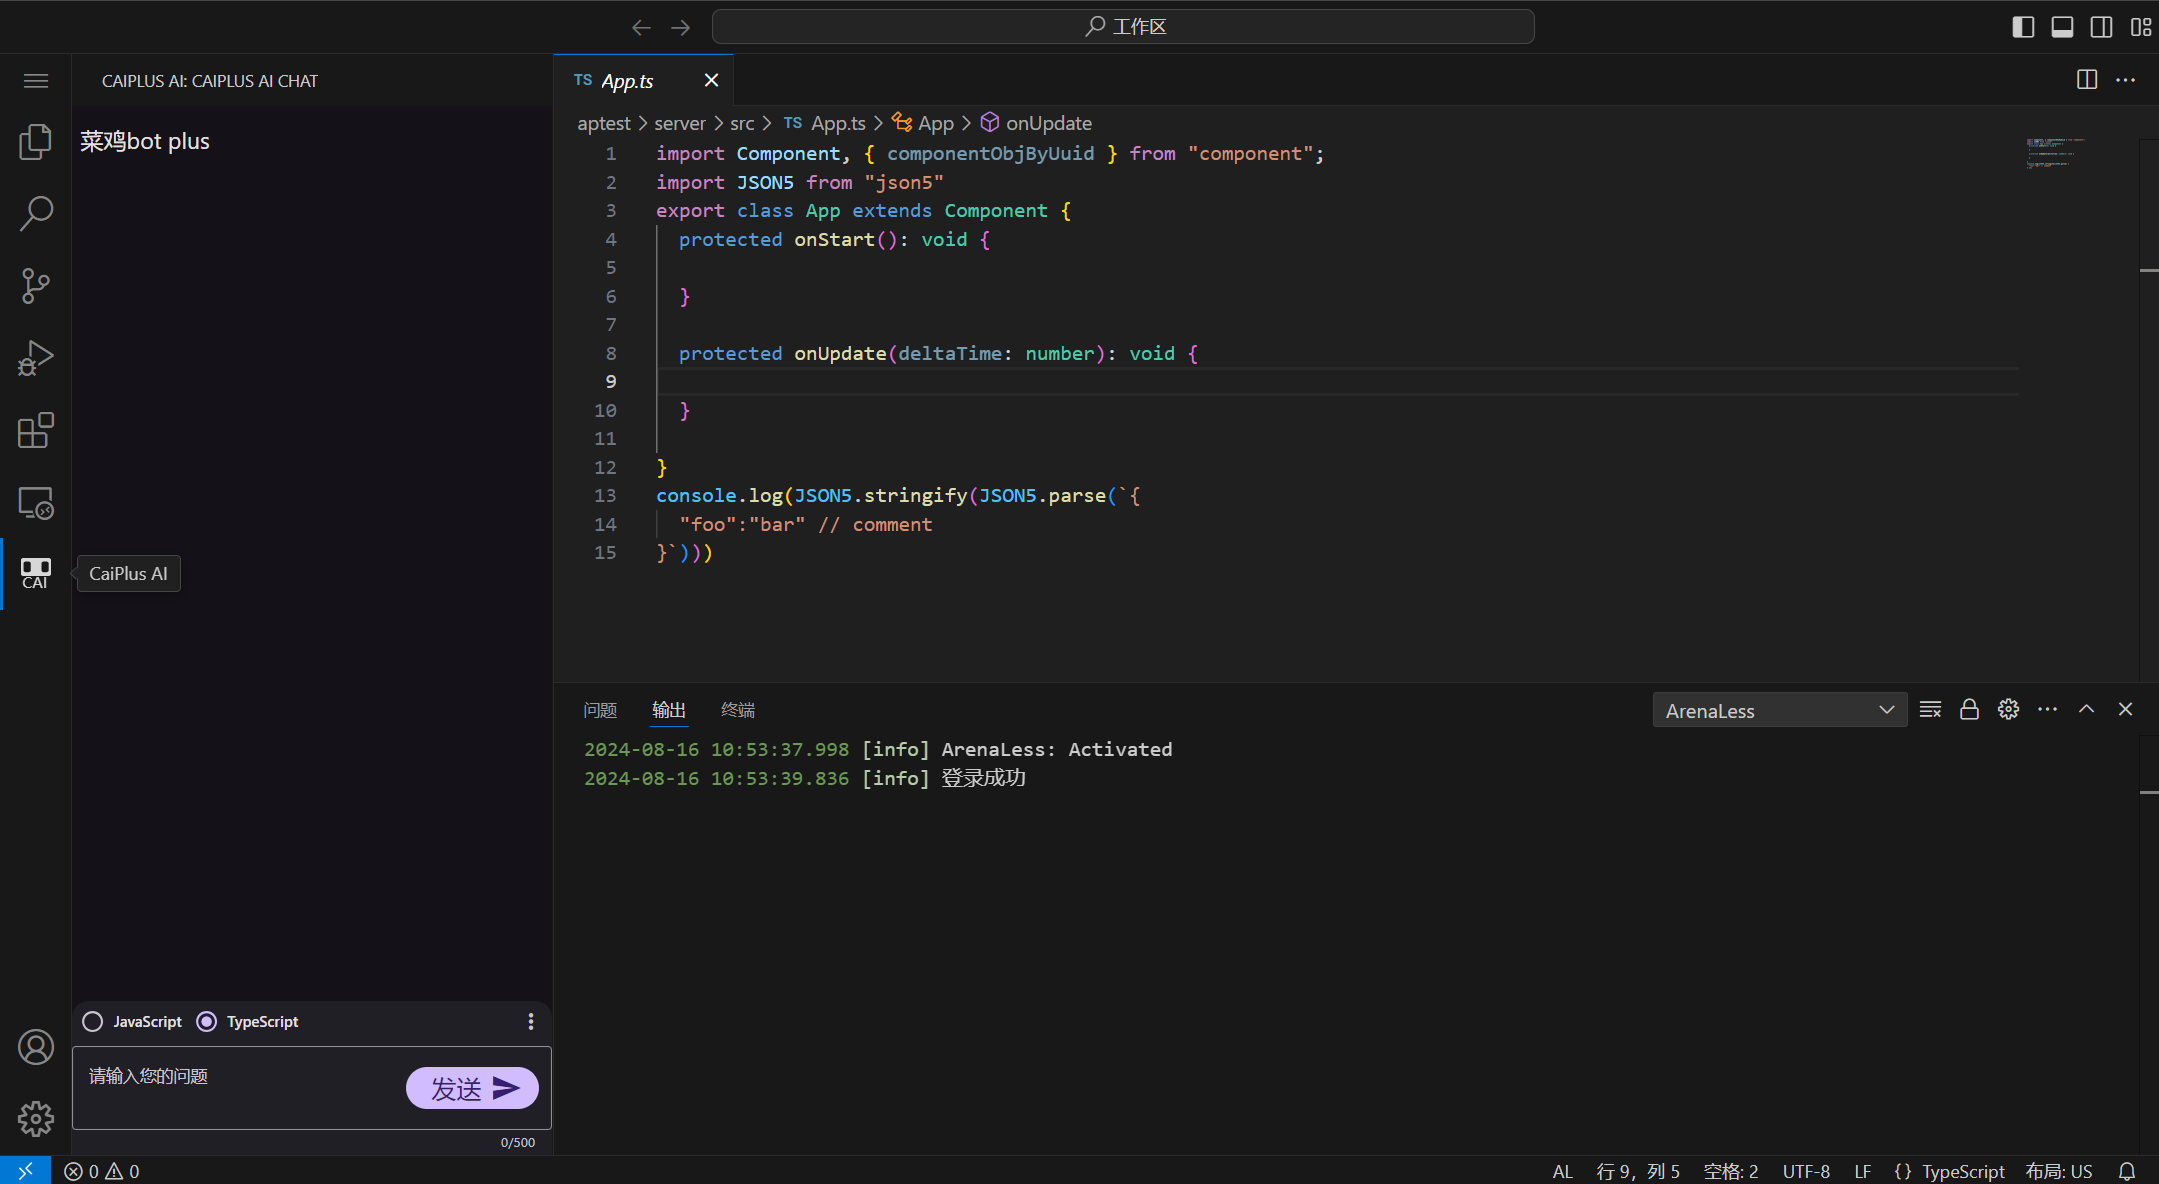 工作区
CAIPLUS AI: CAIPLUS AI CHAT
菜鸡bot plus
CAI
CaiPlus AI
JavaScript TypeScript
请输入您的问题
发送
0/500
TS App.ts
aptest > server > src > TS App.ts > App > onUpdate
1 import Component, { componentObjByUuid } from "component";
2 import JSON5 from "json5"
3 export class App extends Component {
4 protected onStart(): void {
5
6 }
7
8 protected onUpdate(deltaTime: number): void {
9
10 }
11
12 }
13 console.log(JSON5.stringify(JSON5.parse(`{
14 "foo":"bar" // comment
15 }`)))
问题 输出 终端
ArenaLess
2024-08-16 10:53:37.998 [info] ArenaLess: Activated
2024-08-16 10:53:39.836 [info] 登录成功
0 0
AL 行 9，列 5 空格: 2 UTF-8 LF {} TypeScript 布局: US